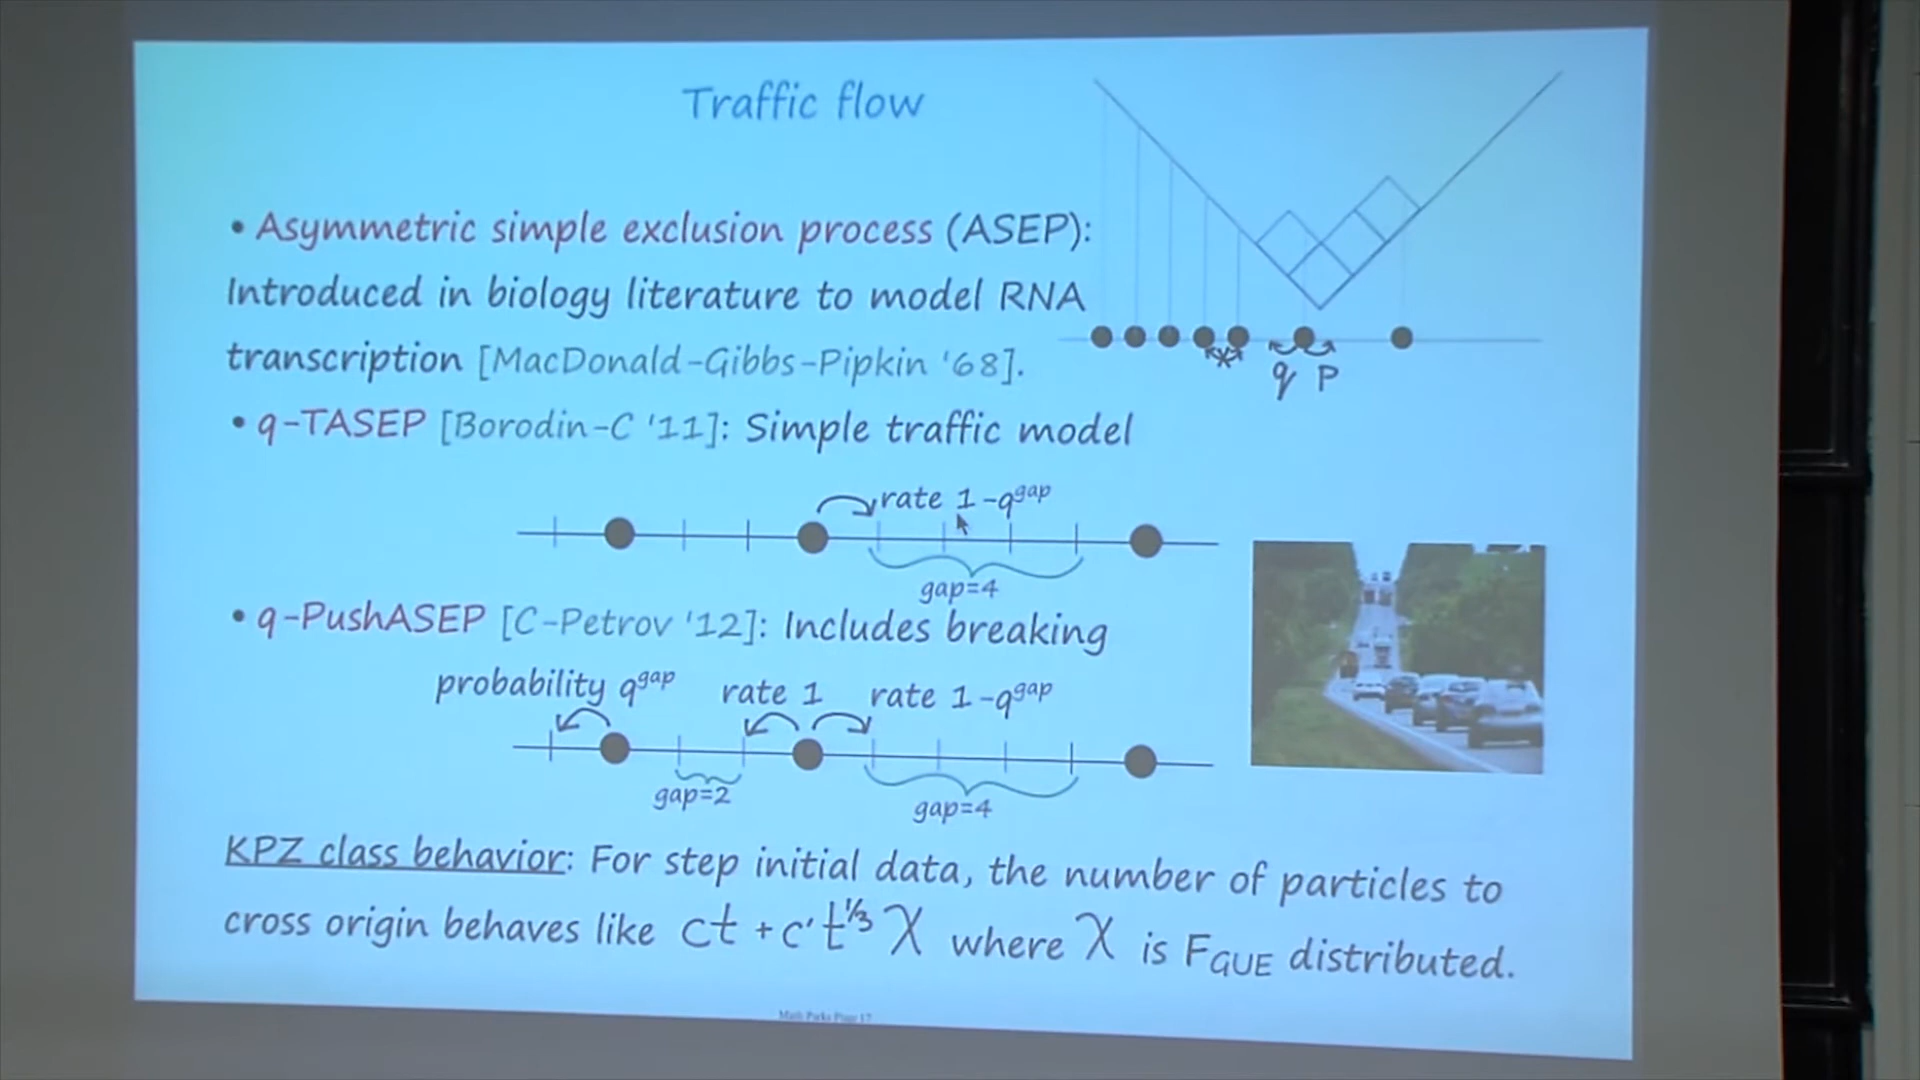 Traffic flow
• Asymmetric simple exclusion process (ASEP):
Introduced in biology literature to model RNA
transcription [MacDonald-Gibbs-Pipkin '68].
q p
• q-TASEP [Borodin-C '11]: Simple traffic model
rate 1-q^gap
gap=4
• q-PushASEP [C-Petrov '12]: Includes breaking
probability q^gap rate 1 rate 1-q^gap
gap=2 gap=4
KPZ class behavior: For step initial data, the number of particles to
cross origin behaves like ct + c't^1/3 χ where χ is F_GUE distributed.